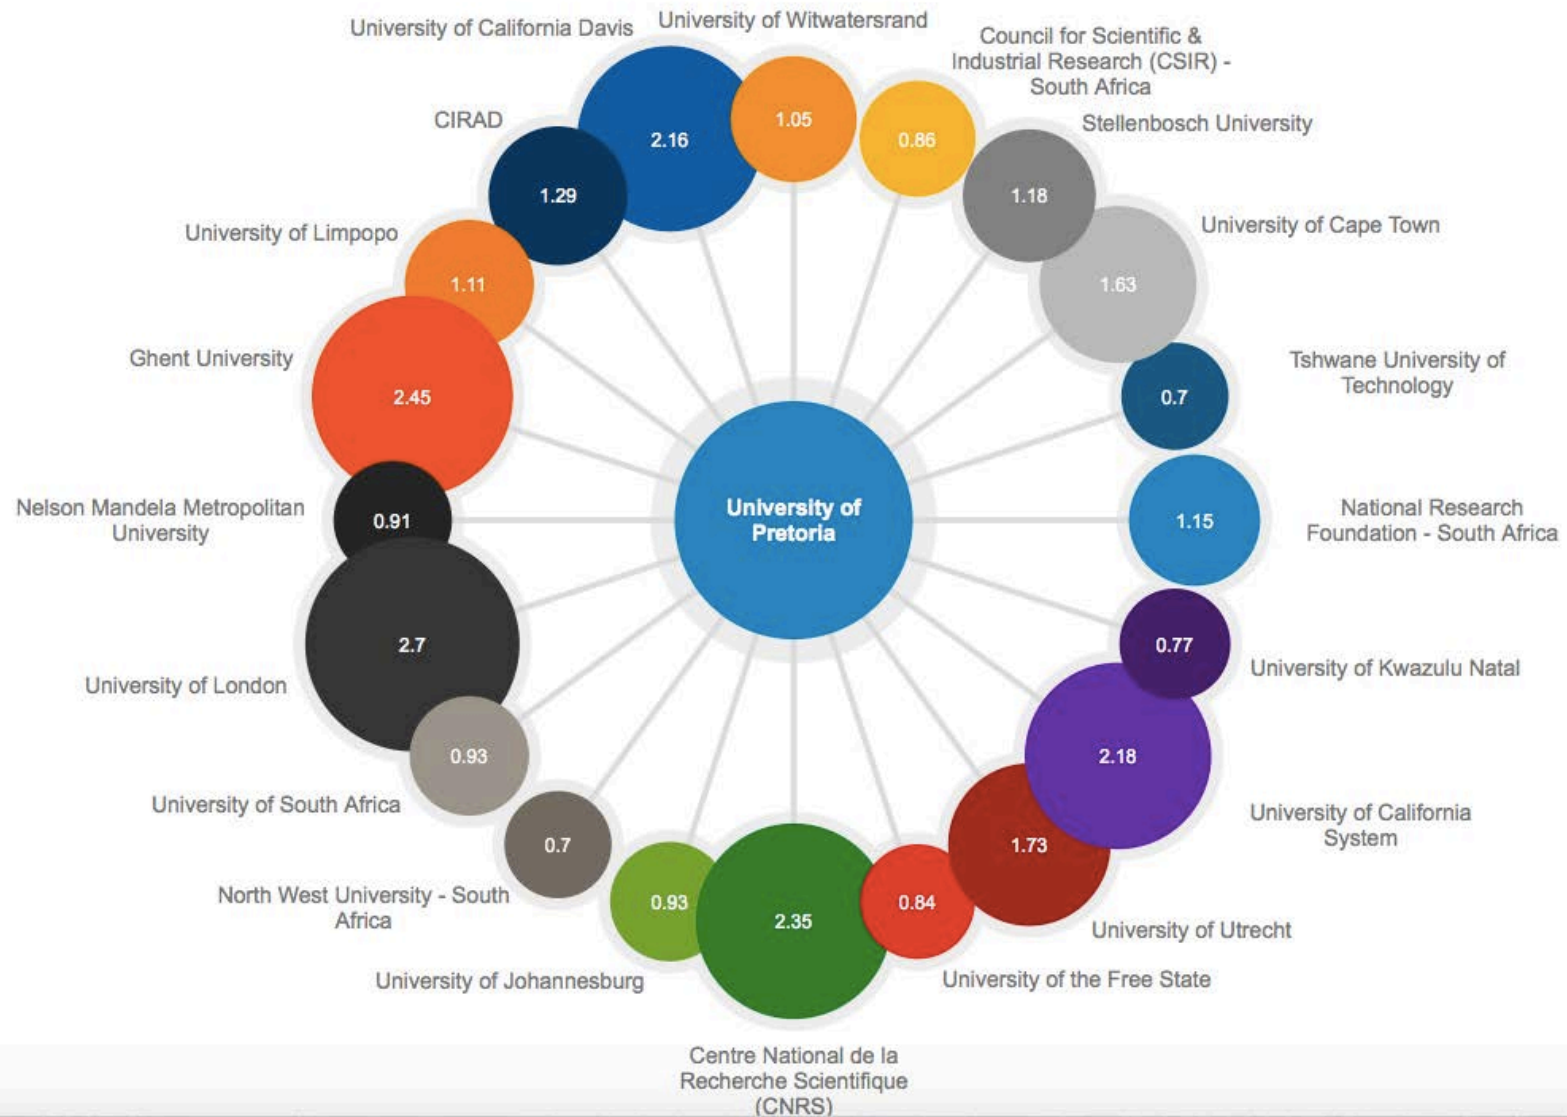 University of California Davis
University of Witwatersrand
Council for Scientific &
Industrial Research (CSIR) -
South Africa
CIRAD
Stellenbosch University
2.16
1.05
0.86
1.29
1.18
University of Limpopo
University of Cape Town
1.11
1.63
Ghent University
Tshwane University of
Technology
2.45
0.7
Nelson Mandela Metropolitan
University
0.91
University of
Pretoria
1.15
National Research
Foundation - South Africa
2.7
0.77
University of London
University of Kwazulu Natal
0.93
2.18
University of South Africa
University of California
System
0.7
1.73
North West University - South
Africa
0.93
2.35
0.84
University of Utrecht
University of Johannesburg
University of the Free State
Centre National de la
Recherche Scientifique
(CNRS)